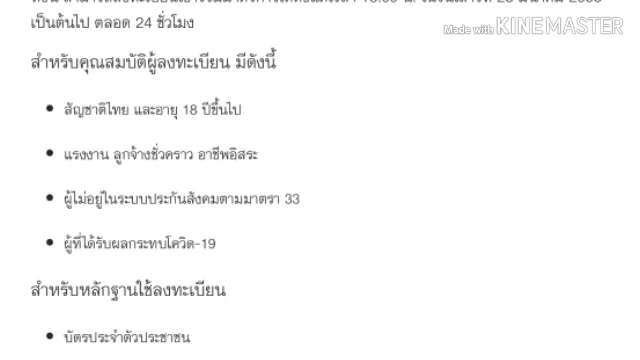 เป็นต้นไป ตลอด 24 ชั่วโมง
Made with KINEMASTER
สำหรับคุณสมบัติผู้ลงทะเบียน มีดังนี้
สัญชาติไทย และอายุ 18 ปีขึ้นไป
แรงงาน ลูกจ้างชั่วคราว อาชีพอิสระ
ผู้ไม่อยู่ในระบบประกันสังคมตามมาตรา 33
ผู้ที่ได้รับผลกระทบโควิด-19
สำหรับหลักฐานใช้ลงทะเบียน
บัตรประจำตัวประชาชน